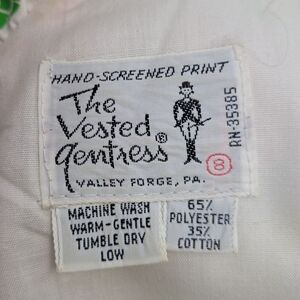 HAND-SCREENED PRINT
The
Vested
Gentress®
VALLEY FORGE, PA.
8
RN-35385
MACHINE WASH
WARM-GENTLE
TUMBLE DRY
LOW
65%
POLYESTER
35%
COTTON